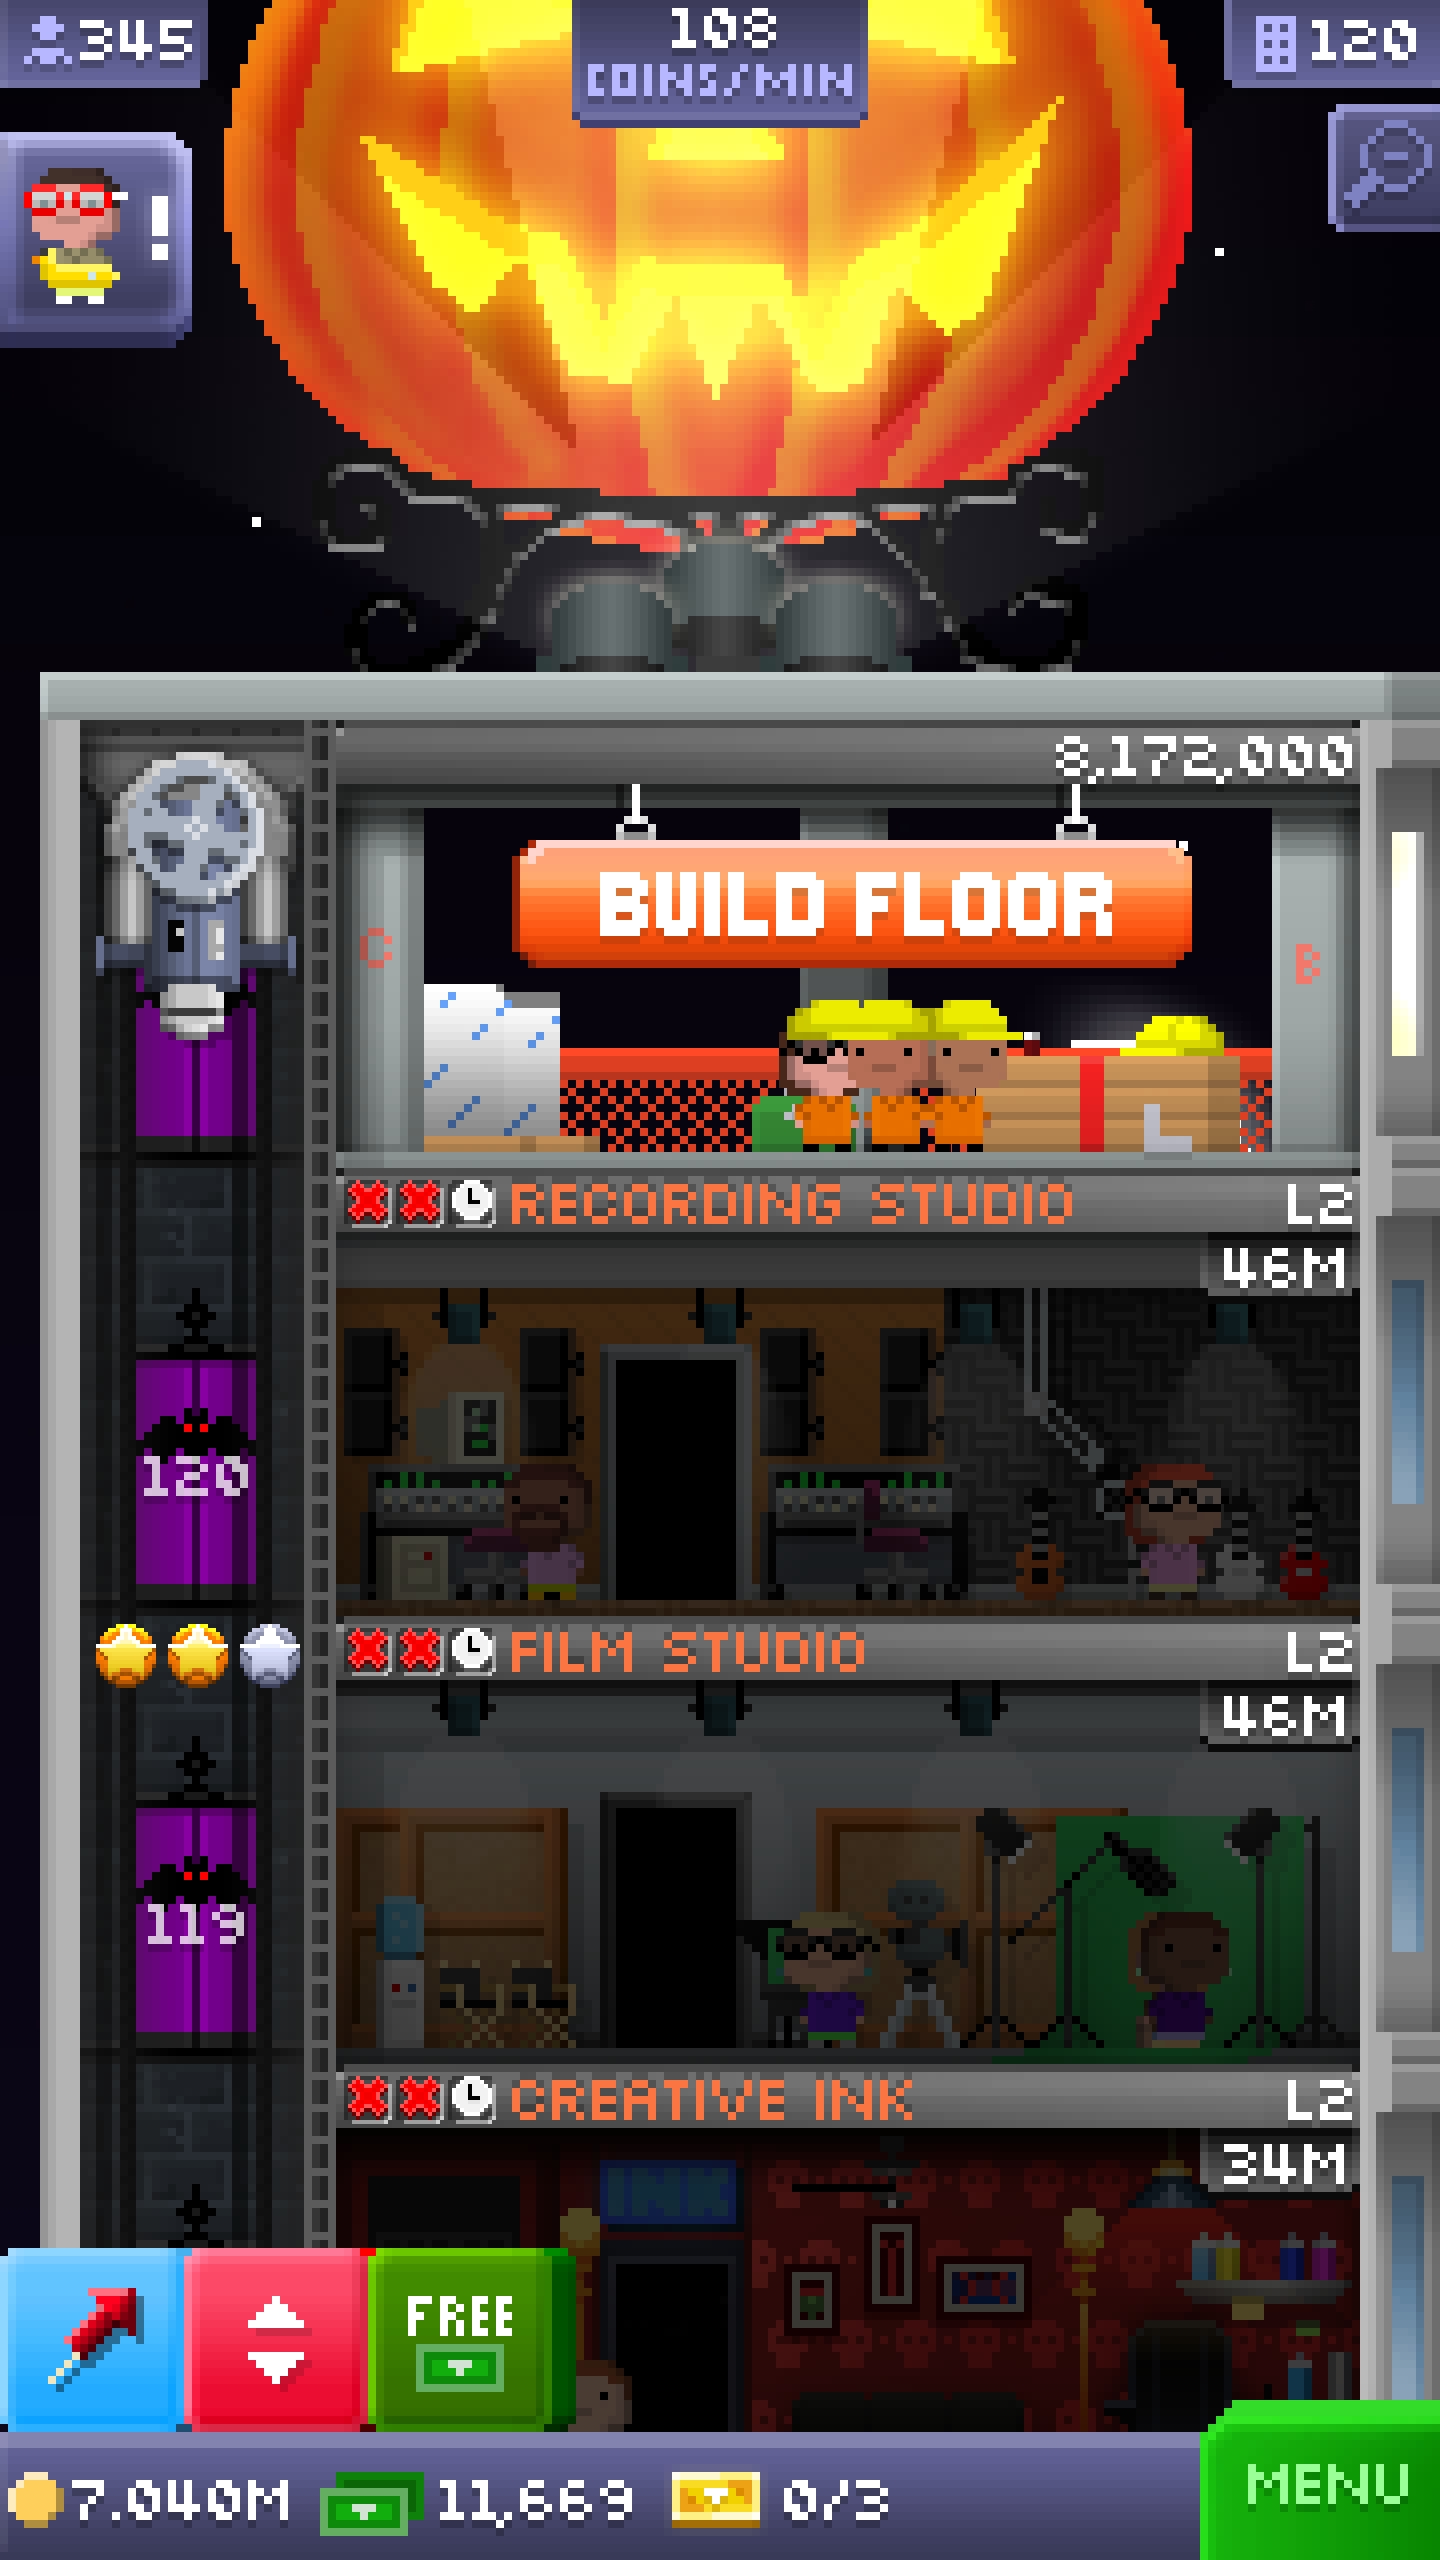 345
108
COINS/MIN
120
!
8,172,000
BUILD FLOOR
C
B
L
RECORDING STUDIO L2
46M
120
FILM STUDIO L2
46M
119
CREATIVE INK L2
34M
INK
FREE
7.040M 11,669 0/3
MENU